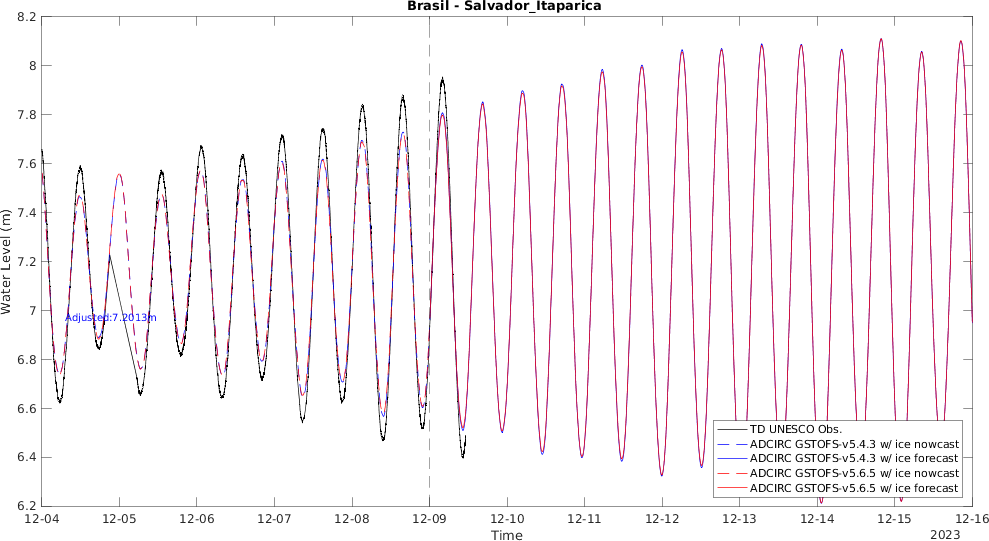 Brasil - Salvador_Itaparica
8.2
8
7.8
7.6
7.4
7.2
7
6.8
6.6
6.4
6.2
Water Level (m)
Adjusted:7.2013m
TD UNESCO Obs.
ADCIRC GSTOFS-v5.4.3 w/ ice nowcast
ADCIRC GSTOFS-v5.4.3 w/ ice forecast
ADCIRC GSTOFS-v5.6.5 w/ ice nowcast
ADCIRC GSTOFS-v5.6.5 w/ ice forecast
12-04 12-05 12-06 12-07 12-08 12-09 12-10 12-11 12-12 12-13 12-14 12-15 12-16
Time
2023